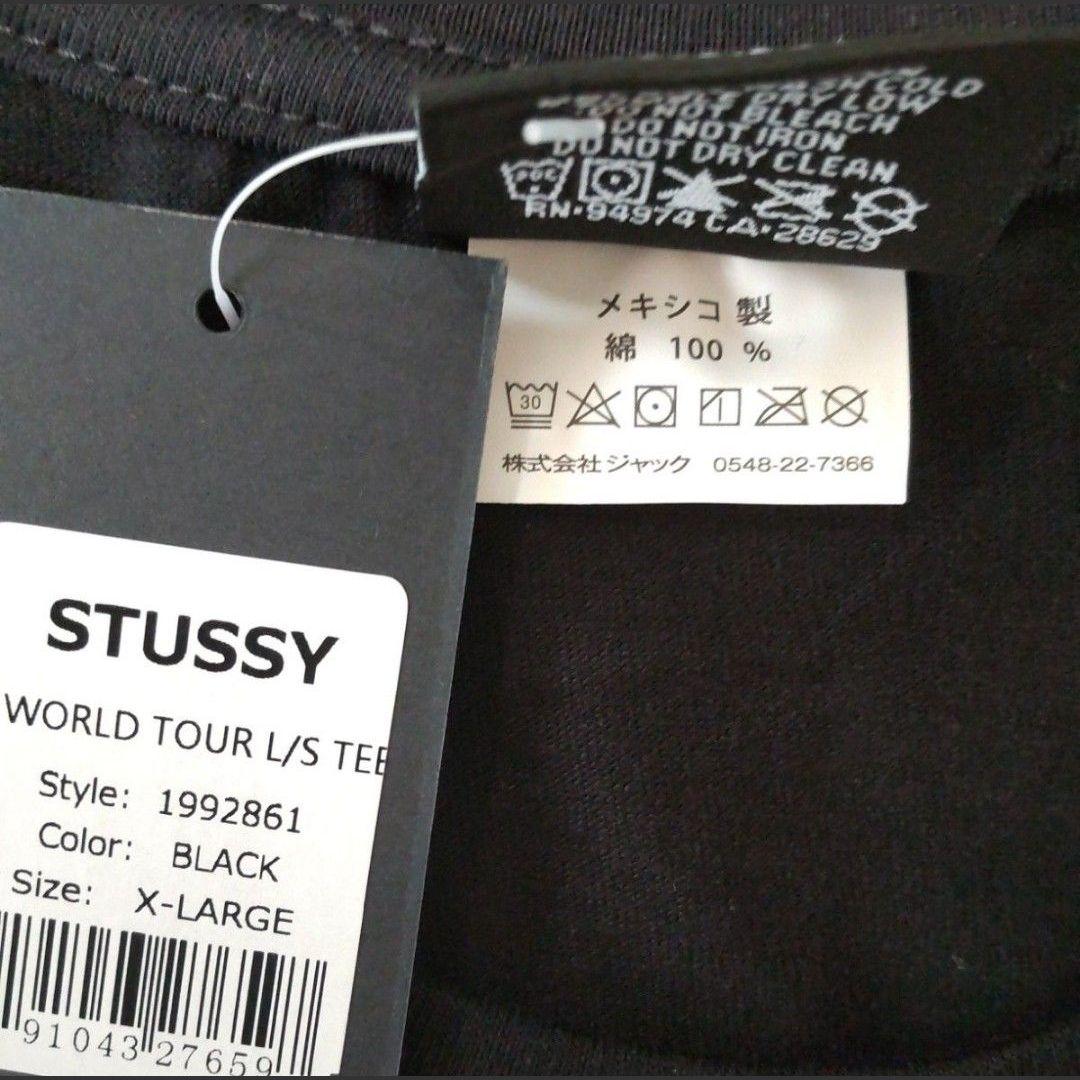 COLD
DRY LOW
DO NOT BLEACH
DO NOT IRON
DO NOT DRY CLEAN
RN·94974 CA·28629
メキシコ 製
綿 100 %
30
株式会社ジャック 0548-22-7366
STUSSY
WORLD TOUR L/S TEE
Style: 1992861
Color: BLACK
Size: X-LARGE
91043 27659